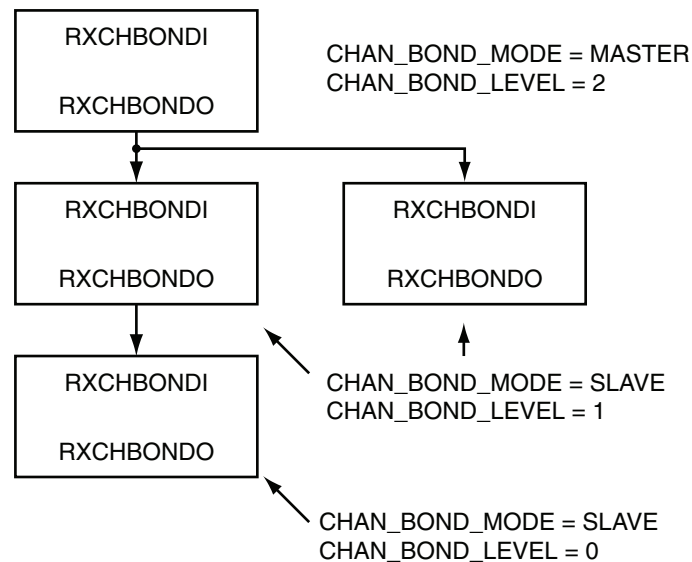 RXCHBONDI
RXCHBONDO
CHAN_BOND_MODE = MASTER
CHAN_BOND_LEVEL = 2
RXCHBONDI
RXCHBONDO
RXCHBONDI
RXCHBONDO
CHAN_BOND_MODE = SLAVE
CHAN_BOND_LEVEL = 1
RXCHBONDI
RXCHBONDO
CHAN_BOND_MODE = SLAVE
CHAN_BOND_LEVEL = 0